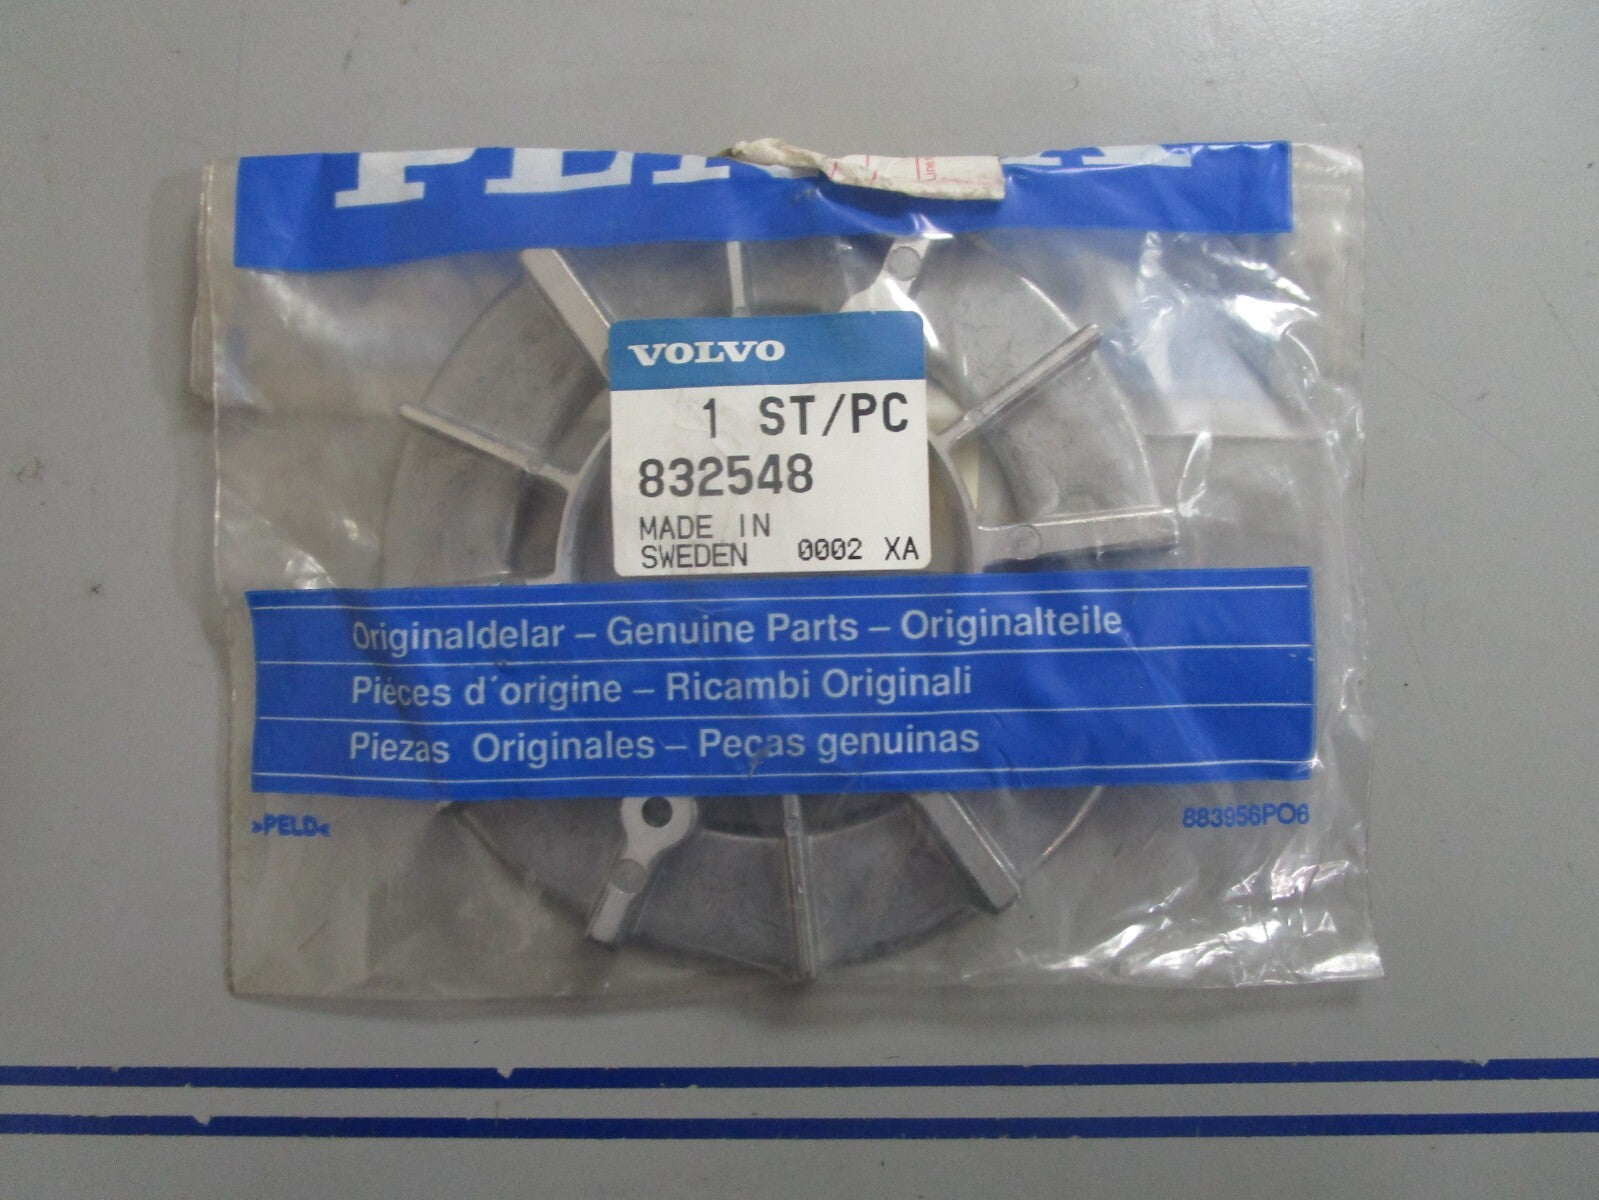 VOLVO
1 ST/PC
832548
MADE IN
SWEDEN 0002 XA
Originaldelar – Genuine Parts – Originalteile
Pièces d´origine – Ricambi Originali
Piezas Originales – Peças genuinas
>PELD<
883956PO6